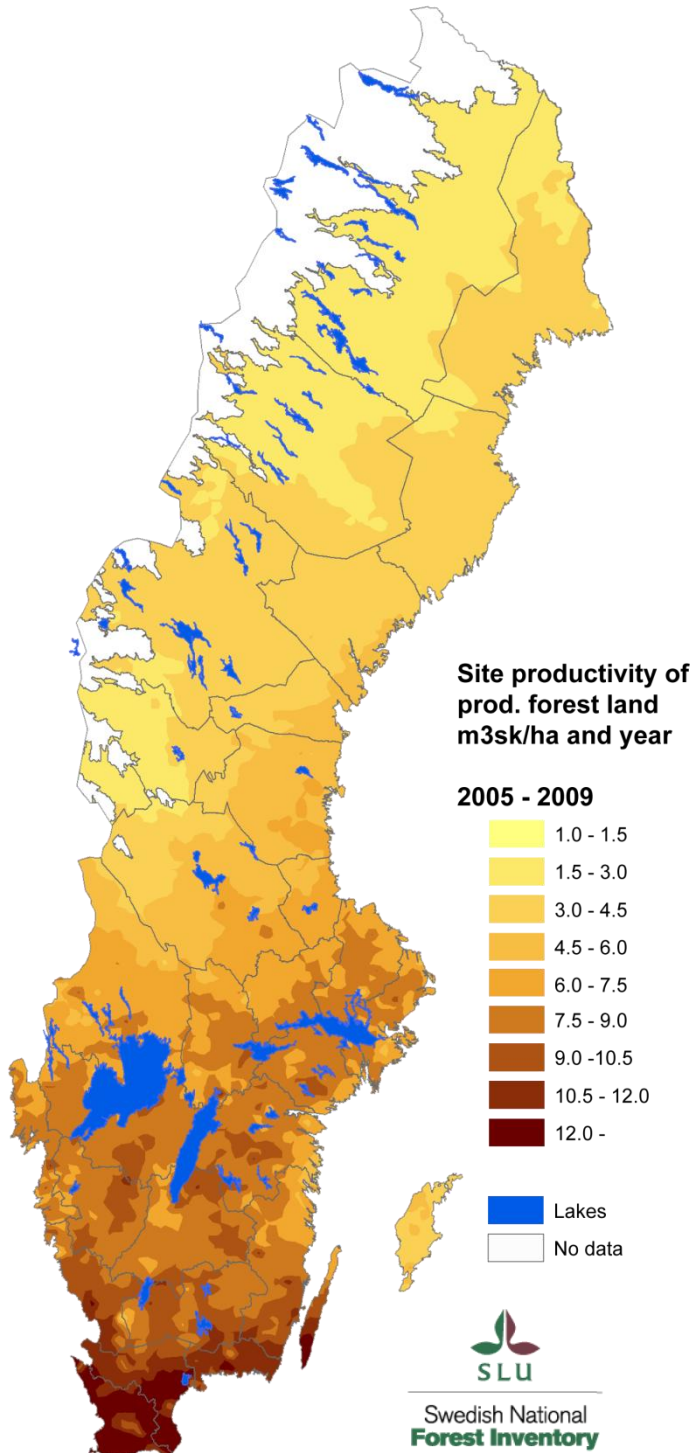 Site productivity of
prod. forest land
m3sk/ha and year
2005 - 2009
1.0 - 1.5
1.5 - 3.0
3.0 - 4.5
4.5 - 6.0
6.0 - 7.5
7.5 - 9.0
9.0 -10.5
10.5 - 12.0
12.0 -
Lakes
No data
SLU
Swedish National
Forest Inventory